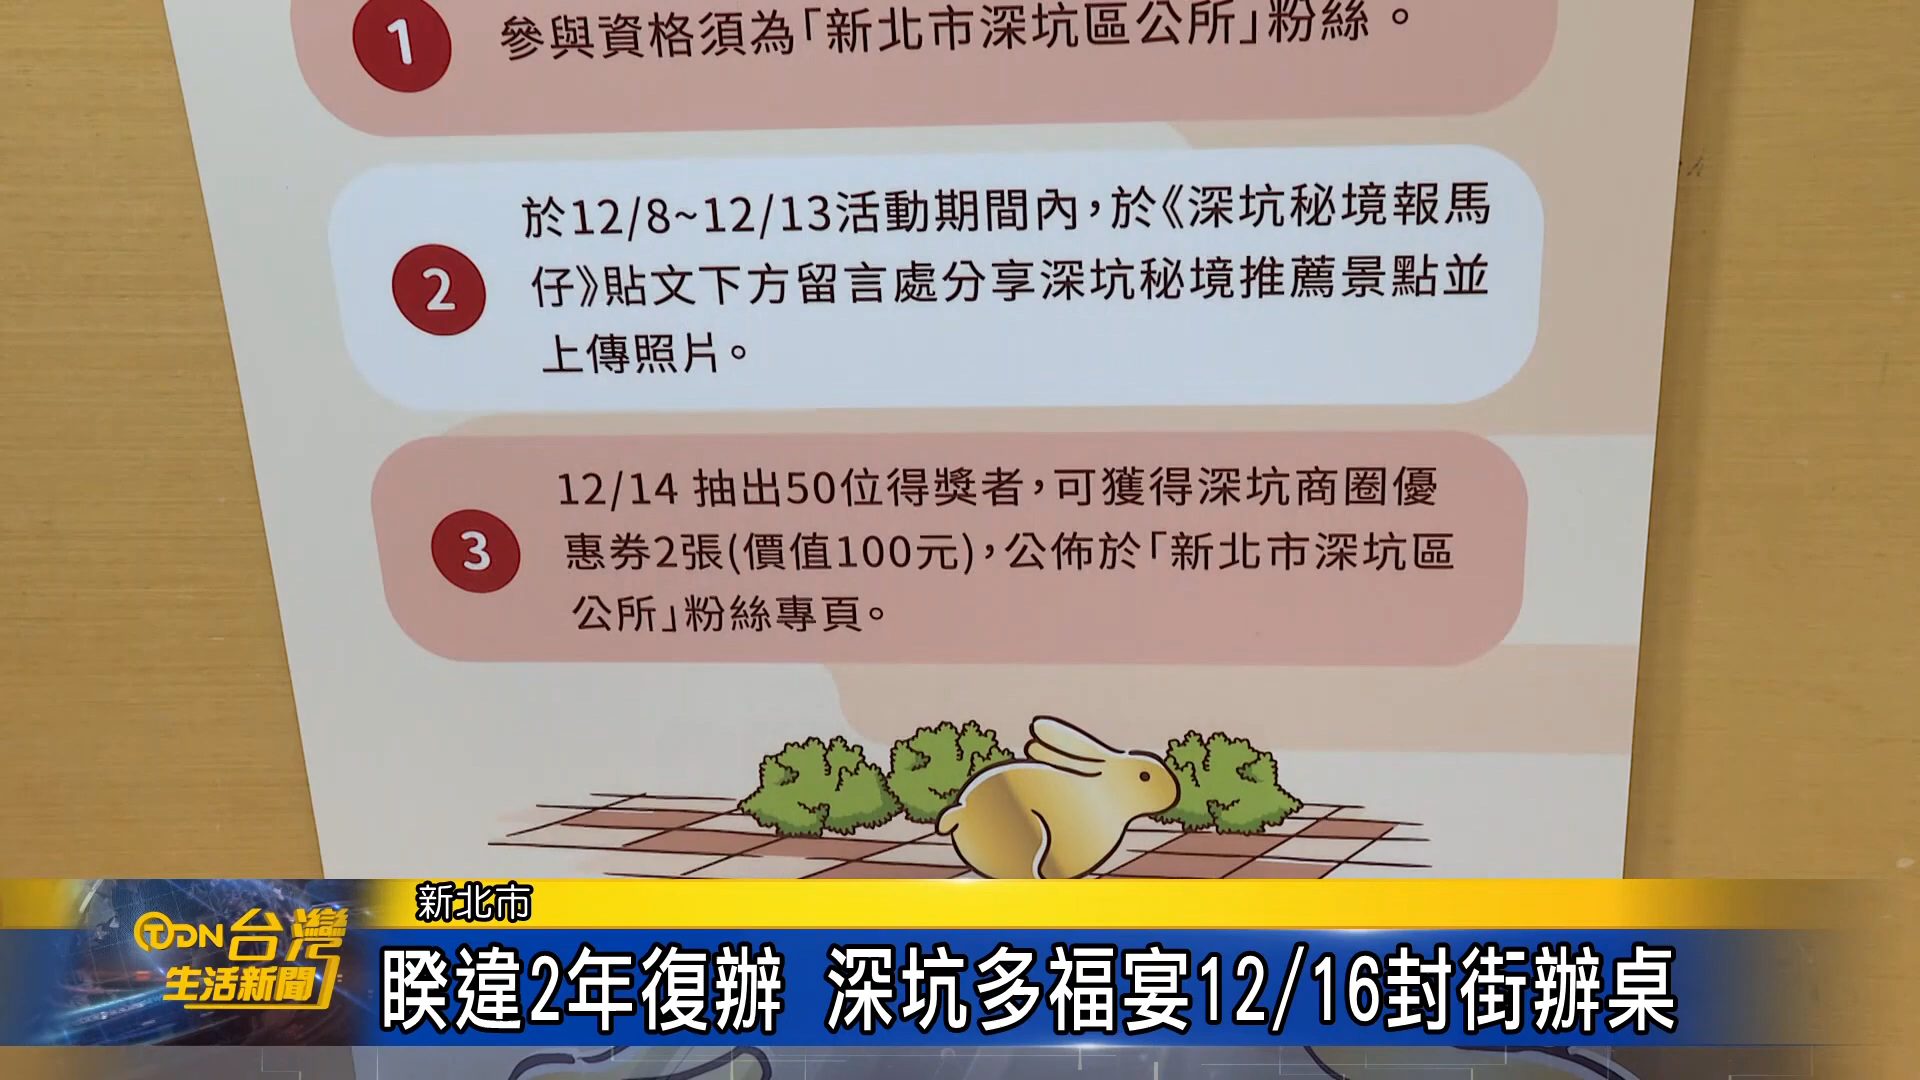 1
參與資格須為「新北市深坑區公所」粉絲。
2
於12/8~12/13活動期間內，於《深坑秘境報馬
仔》貼文下方留言處分享深坑秘境推薦景點並
上傳照片。
3
12/14 抽出50位得獎者，可獲得深坑商圈優
惠券2張(價值100元)，公佈於「新北市深坑區
公所」粉絲專頁。
新北市
TDN 台灣
生活新聞
睽違2年復辦 深坑多福宴12/16封街辦桌